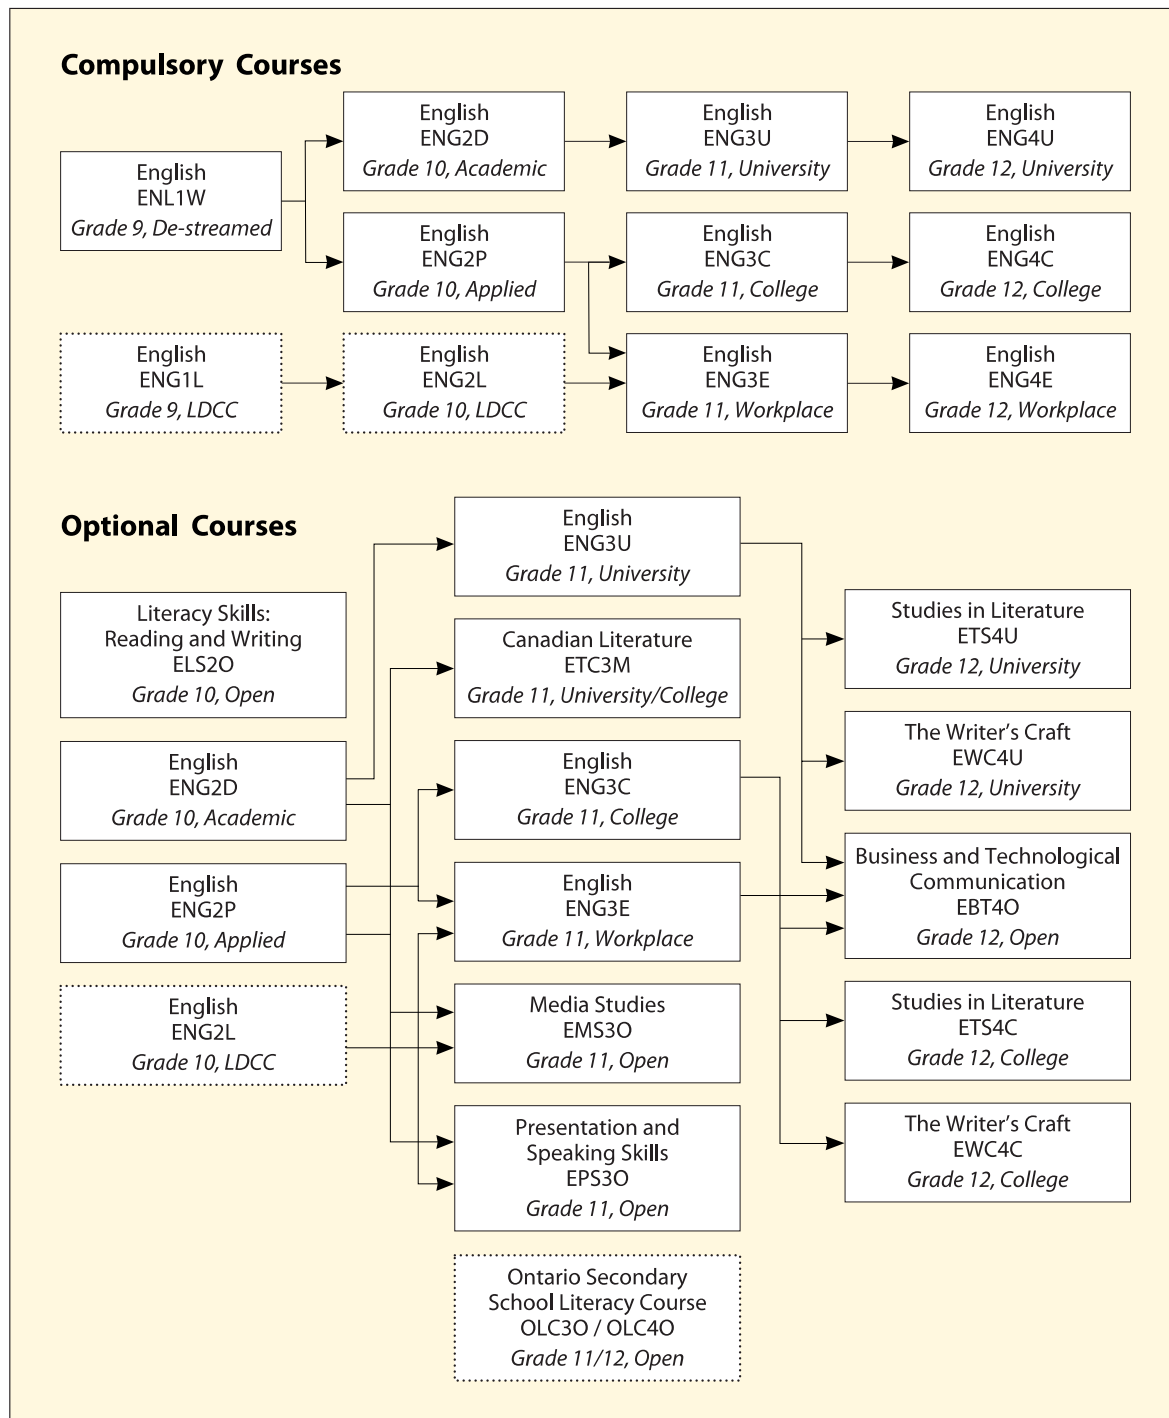 Compulsory Courses
English
ENL1W
Grade 9, De-streamed
English
ENG2D
Grade 10, Academic
English
ENG3U
Grade 11, University
English
ENG4U
Grade 12, University
English
ENG2P
Grade 10, Applied
English
ENG3C
Grade 11, College
English
ENG4C
Grade 12, College
English
ENG1L
Grade 9, LDCC
English
ENG2L
Grade 10, LDCC
English
ENG3E
Grade 11, Workplace
English
ENG4E
Grade 12, Workplace
Optional Courses
Literacy Skills:
Reading and Writing
ELS2O
Grade 10, Open
English
ENG2D
Grade 10, Academic
English
ENG2P
Grade 10, Applied
English
ENG2L
Grade 10, LDCC
English
ENG3U
Grade 11, University
Canadian Literature
ETC3M
Grade 11, University/College
English
ENG3C
Grade 11, College
English
ENG3E
Grade 11, Workplace
Media Studies
EMS3O
Grade 11, Open
Presentation and
Speaking Skills
EPS3O
Grade 11, Open
Ontario Secondary
School Literacy Course
OLC3O / OLC4O
Grade 11/12, Open
Studies in Literature
ETS4U
Grade 12, University
The Writer’s Craft
EWC4U
Grade 12, University
Business and Technological
Communication
EBT4O
Grade 12, Open
Studies in Literature
ETS4C
Grade 12, College
The Writer’s Craft
EWC4C
Grade 12, College